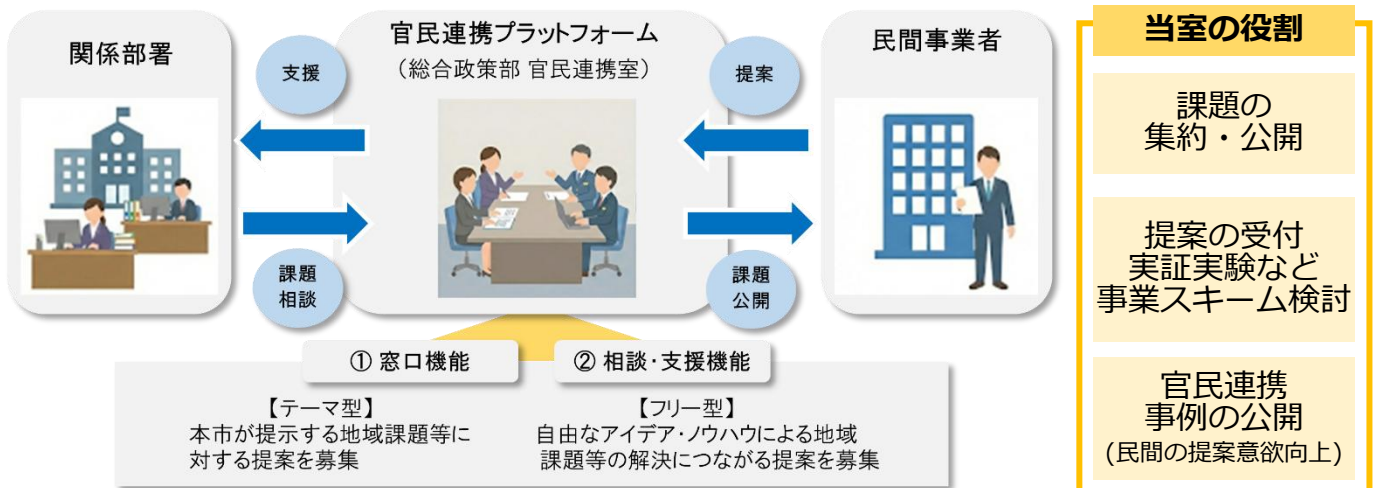 関係部署
支援
課題
相談
官民連携プラットフォーム
（総合政策部 官民連携室）
提案
課題
公開
民間事業者
① 窓口機能
【テーマ型】
本市が提示する地域課題等に
対する提案を募集
② 相談・支援機能
【フリー型】
自由なアイデア・ノウハウによる地域
課題等の解決につながる提案を募集
当室の役割
課題の
集約・公開
提案の受付
実証実験など
事業スキーム検討
官民連携
事例の公開
(民間の提案意欲向上)